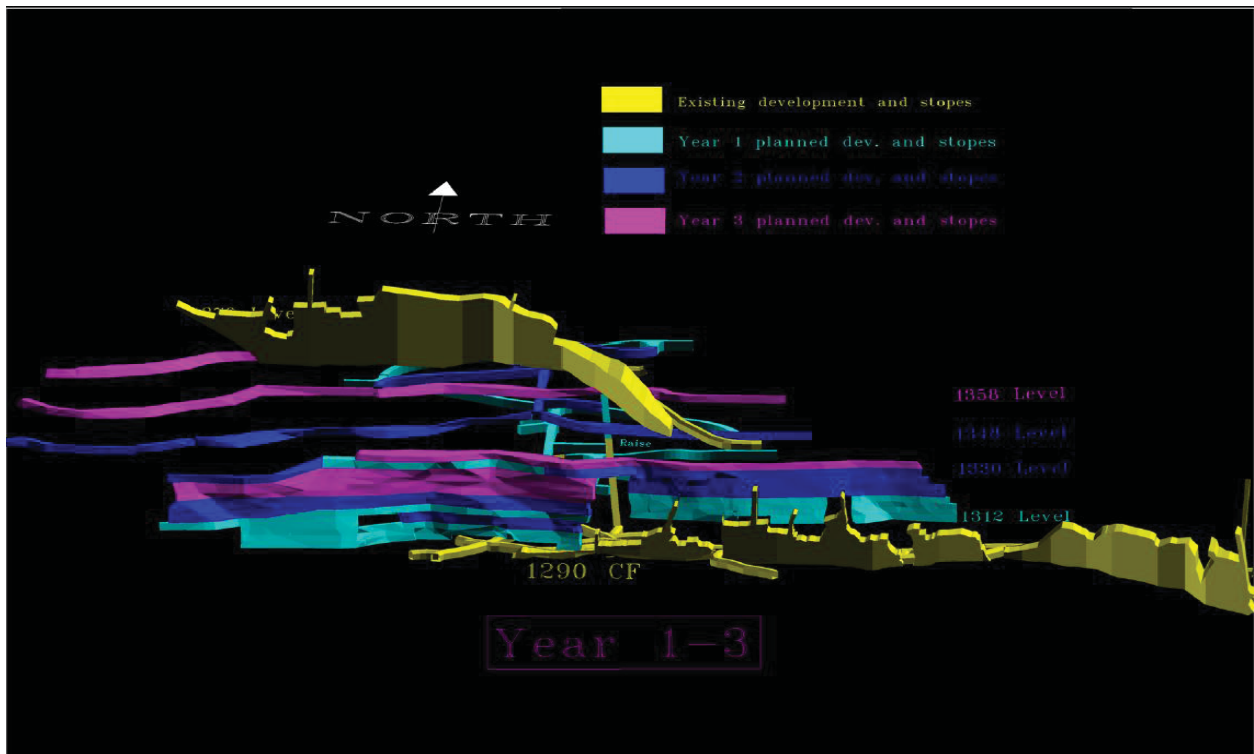 Existing development and stopes
Year 1 planned dev. and stopes
Year 2 planned dev. and stopes
NORTH
Year 3 planned dev. and stopes
1358 Level
1348 Level
Raise
1330 Level
1312 Level
1290 CF
Year 1-3